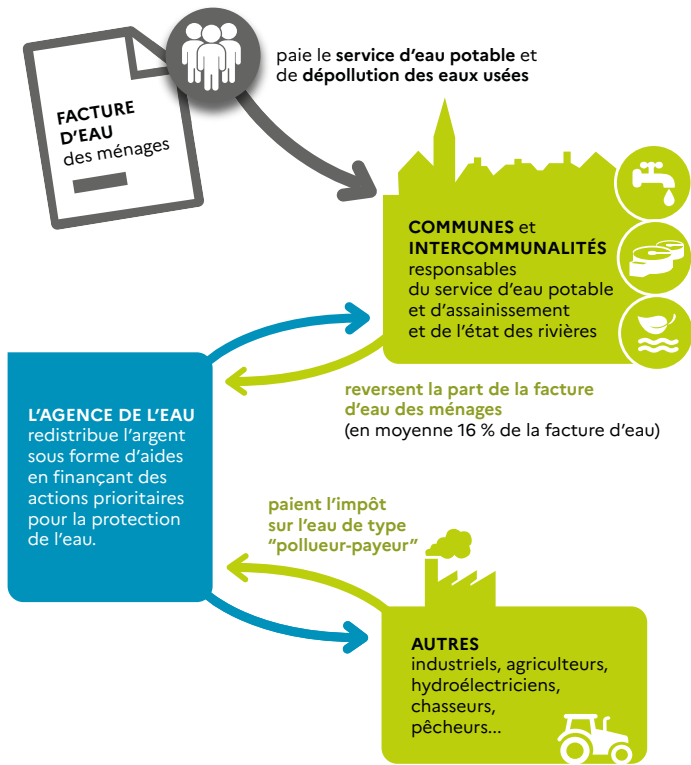 paie le service d'eau potable et
de dépollution des eaux usées
FACTURE
D'EAU
des ménages
COMMUNES et
INTERCOMMUNALITÉS
responsables
du service d'eau potable
et d'assainissement
et de l'état des rivières
reversent la part de la facture
d'eau des ménages
(en moyenne 16 % de la facture d'eau)
L'AGENCE DE L'EAU
redistribue l'argent
sous forme d'aides
en finançant des
actions prioritaires
pour la protection
de l'eau.
paient l'impôt
sur l'eau de type
"pollueur-payeur"
AUTRES
industriels, agriculteurs,
hydroélectriciens,
chasseurs,
pêcheurs...